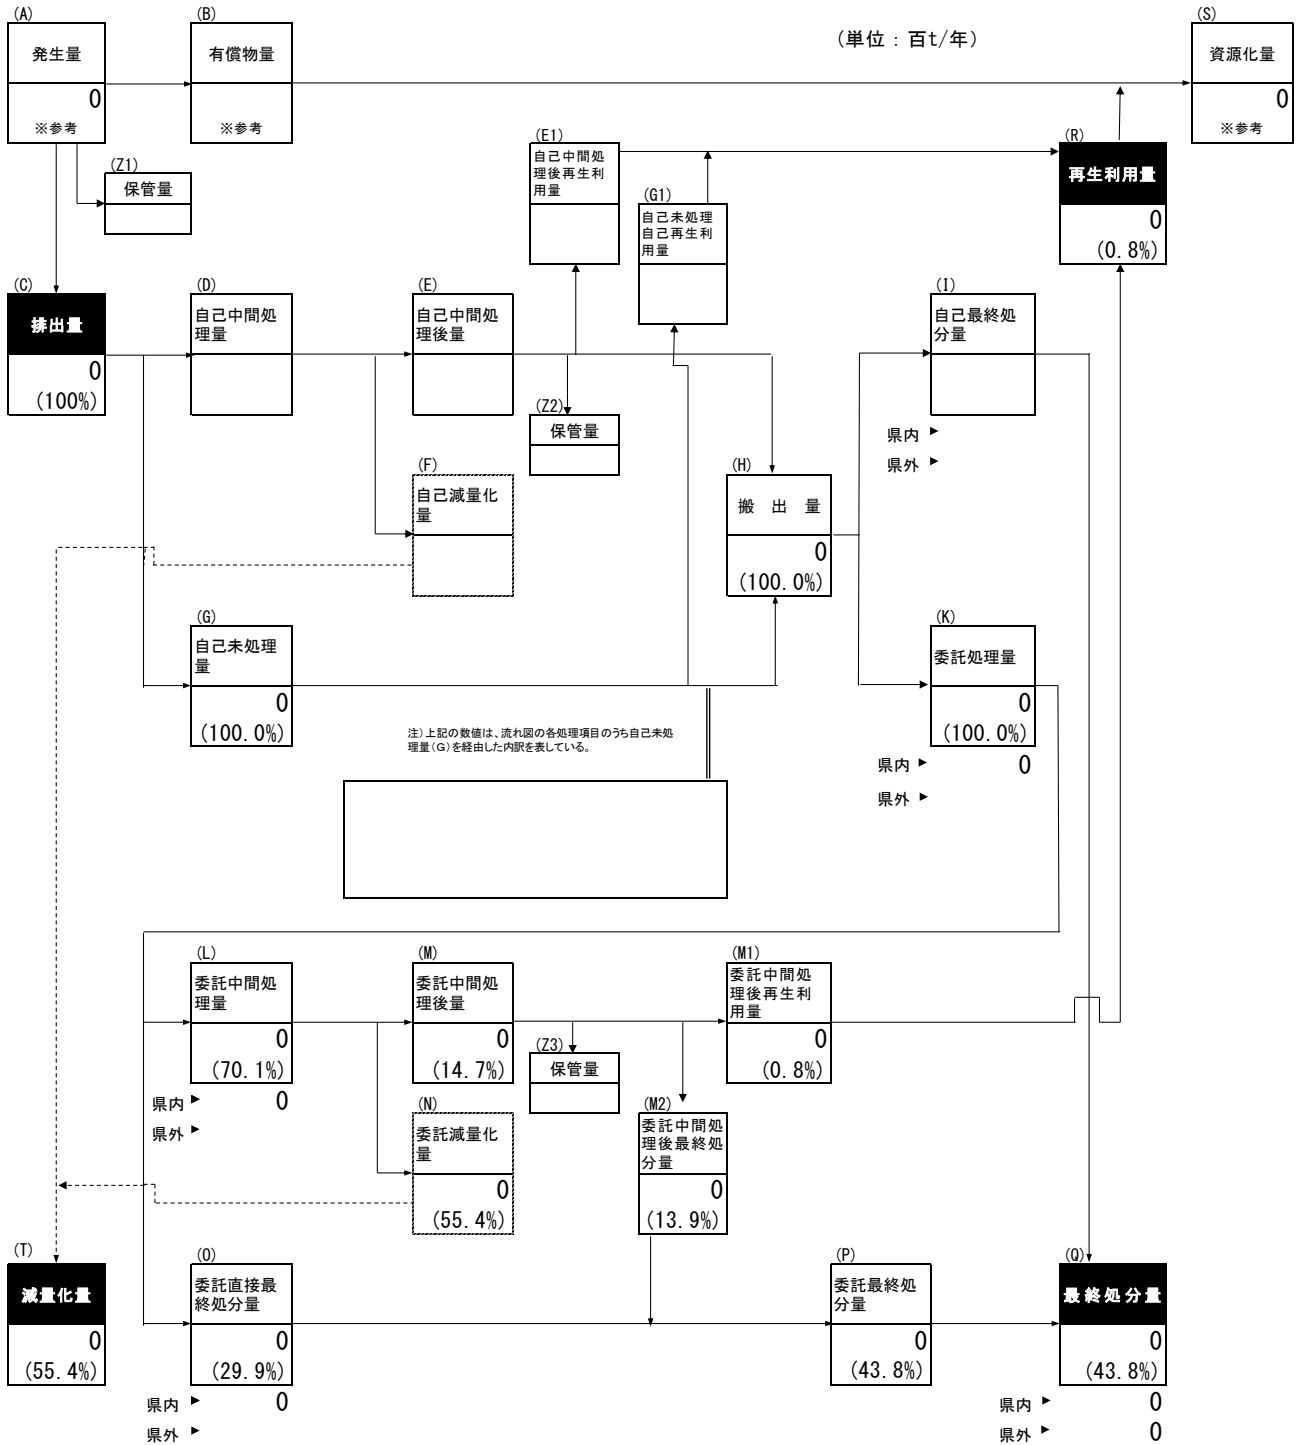 (A)
発生量
0
※参考
(B)
有償物量
※参考
(単位：百t/年)
(S)
資源化量
0
※参考
(Z1)
保管量
(E1)
自己中間処
理後再生利
用量
(G1)
自己未処理
自己再生利
用量
(R)
再生利用量
0
(0.8%)
(C)
排出量
0
(100%)
(D)
自己中間処
理量
(E)
自己中間処
理後量
(Z2)
保管量
(I)
自己最終処
分量
県内
県外
(F)
自己減量化
量
(H)
搬　出　量
0
(100.0%)
(G)
自己未処理
量
0
(100.0%)
(K)
委託処理量
0
(100.0%)
県内 0
県外
注）上記の数値は、流れ図の各処理項目のうち自己未処
理量（G）を経由した内訳を表している。
(L)
委託中間処
理量
0
(70.1%)
県内 0
県外
(M)
委託中間処
理後量
0
(14.7%)
(Z3)
保管量
(M1)
委託中間処
理後再生利
用量
0
(0.8%)
(N)
委託減量化
量
0
(55.4%)
(M2)
委託中間処
理後最終処
分量
0
(13.9%)
(T)
減量化量
0
(55.4%)
(O)
委託直接最
終処分量
0
(29.9%)
県内 0
県外
(P)
委託最終処
分量
0
(43.8%)
(Q)
最終処分量
0
(43.8%)
県内 0
県外 0